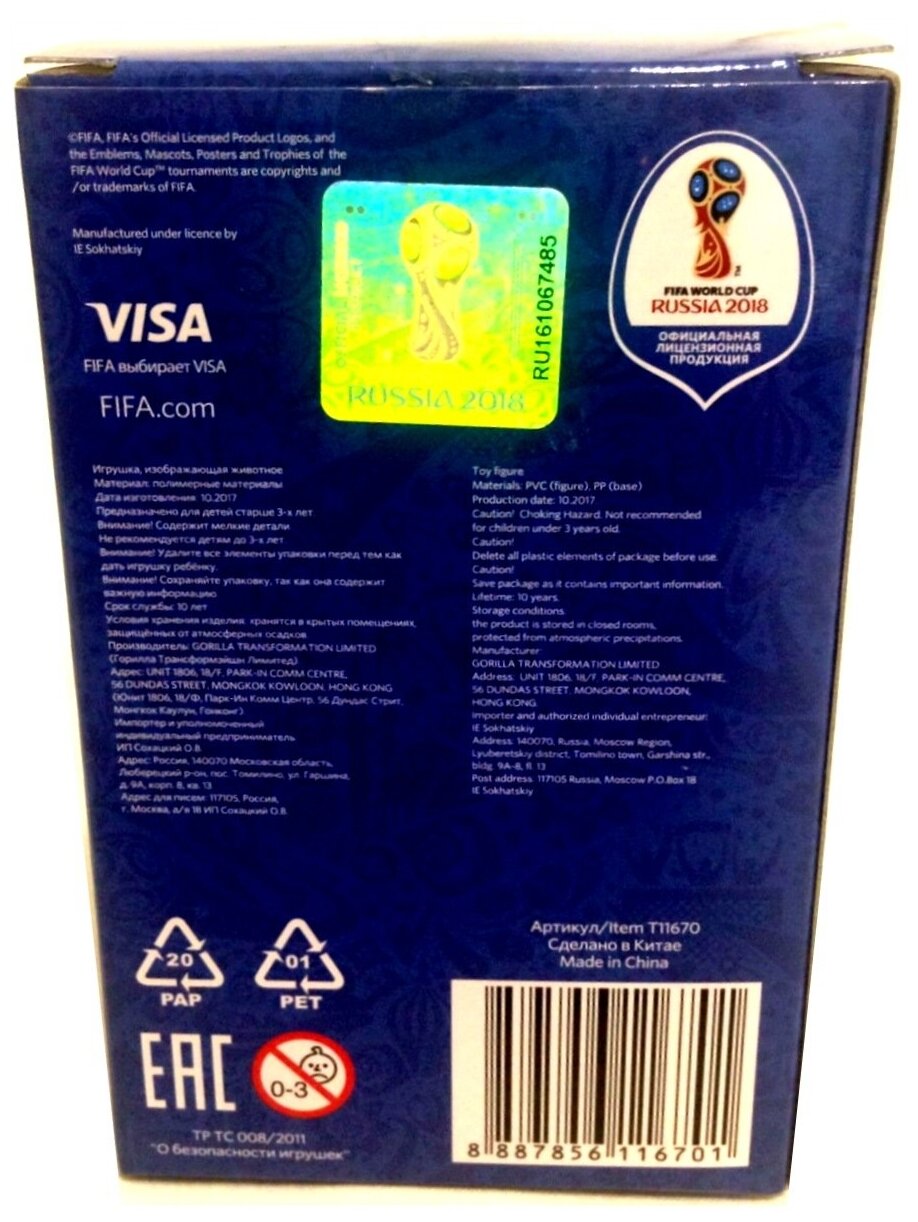 ©FIFA, FIFA's Official Licensed Product Logos, and
the Emblems, Mascots, Posters and Trophies of the
FIFA World Cup™ tournaments are copyrights and
/or trademarks of FIFA
Manufactured under licence by
IE Sokhatskiy
VISA
FIFA выбирает VISA
FIFA.com
RUSSIA 2018
RU161067485
™
FIFA WORLD CUP
RUSSIA 2018
ОФИЦИАЛЬНАЯ
ЛИЦЕНЗИОННАЯ
ПРОДУКЦИЯ
Игрушка, изображающая животное
Материал: полимерные материалы
Дата изготовления: 10.2017
Предназначено для детей старше 3-х лет
Внимание! Содержит мелкие детали
Не рекомендуется детям до 3-х лет
Внимание! Удалите все элементы упаковки перед тем как
дать игрушку ребёнку.
Внимание! Сохраняйте упаковку, так как она содержит
важную информацию
Срок службы: 10 лет
Условия хранения изделия: хранятся в крытых помещениях,
защищённых от атмосферных осадков
Производитель: GORILLA TRANSFORMATION LIMITED
(Горилла Трансформэйшн Лимитед)
Адрес: UNIT 1806, 18/F, PARK-IN COMM CENTRE,
56 DUNDAS STREET, MONGKOK KOWLOON, HONG KONG
(Юнит 1806, 18/Ф, Парк-Ин Комм Центр, 56 Дундас Стрит,
Монгкок Каулун, Гонконг)
Импортер и уполномоченный
индивидуальный предприниматель
ИП Сохацкий О.В.
Адрес: Россия, 140070 Московская область,
Люберецкий р-он, пос. Томилино, ул. Гаршина,
д. 9А, корп. 8, кв. 13
Адрес для писем: 117105, Россия,
г. Москва, а/я 18 ИП Сохацкий О.В.
Toy figure
Materials: PVC (figure), PP (base)
Production date: 10.2017
Caution! Choking Hazard. Not recommended
for children under 3 years old.
Caution!
Delete all plastic elements of package before use.
Caution!
Save package as it contains important information.
Lifetime: 10 years.
Storage conditions:
the product is stored in closed rooms,
protected from atmospheric precipitations.
Manufacturer:
GORILLA TRANSFORMATION LIMITED
Address: UNIT 1806, 18/F, PARK-IN COMM CENTRE,
56 DUNDAS STREET, MONGKOK KOWLOON,
HONG KONG.
Importer and authorized individual entrepreneur:
IE Sokhatskiy
Address: 140070, Russia, Moscow Region,
Lyuberetskiy district, Tomilino town, Garshina str.,
bldg. 9A-8, fl. 13
Post address: 117105 Russia, Moscow P.O.Box 18
IE Sokhatskiy
20
PAP
01
PET
EAC
0-3
ТР ТС 008/2011
"О безопасности игрушек"
Артикул/Item T11670
Сделано в Китае
Made in China
8 887856 116701